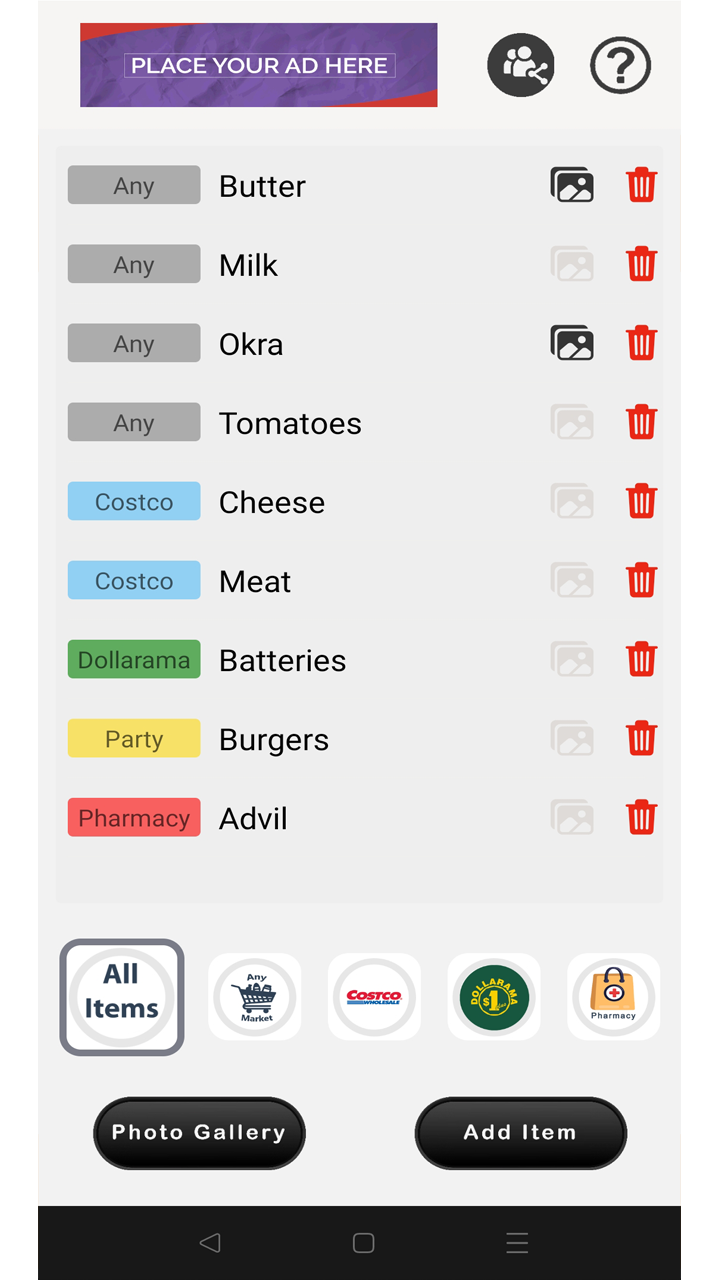 PLACE YOUR AD HERE
?
Any Butter
Any Milk
Any Okra
Any Tomatoes
Costco Cheese
Costco Meat
Dollarama Batteries
Party Burgers
Pharmacy Advil
All
Items
Any
Market
COSTCO
WHOLESALE
DOLLARAMA
$1
Pharmacy
Photo Gallery
Add Item